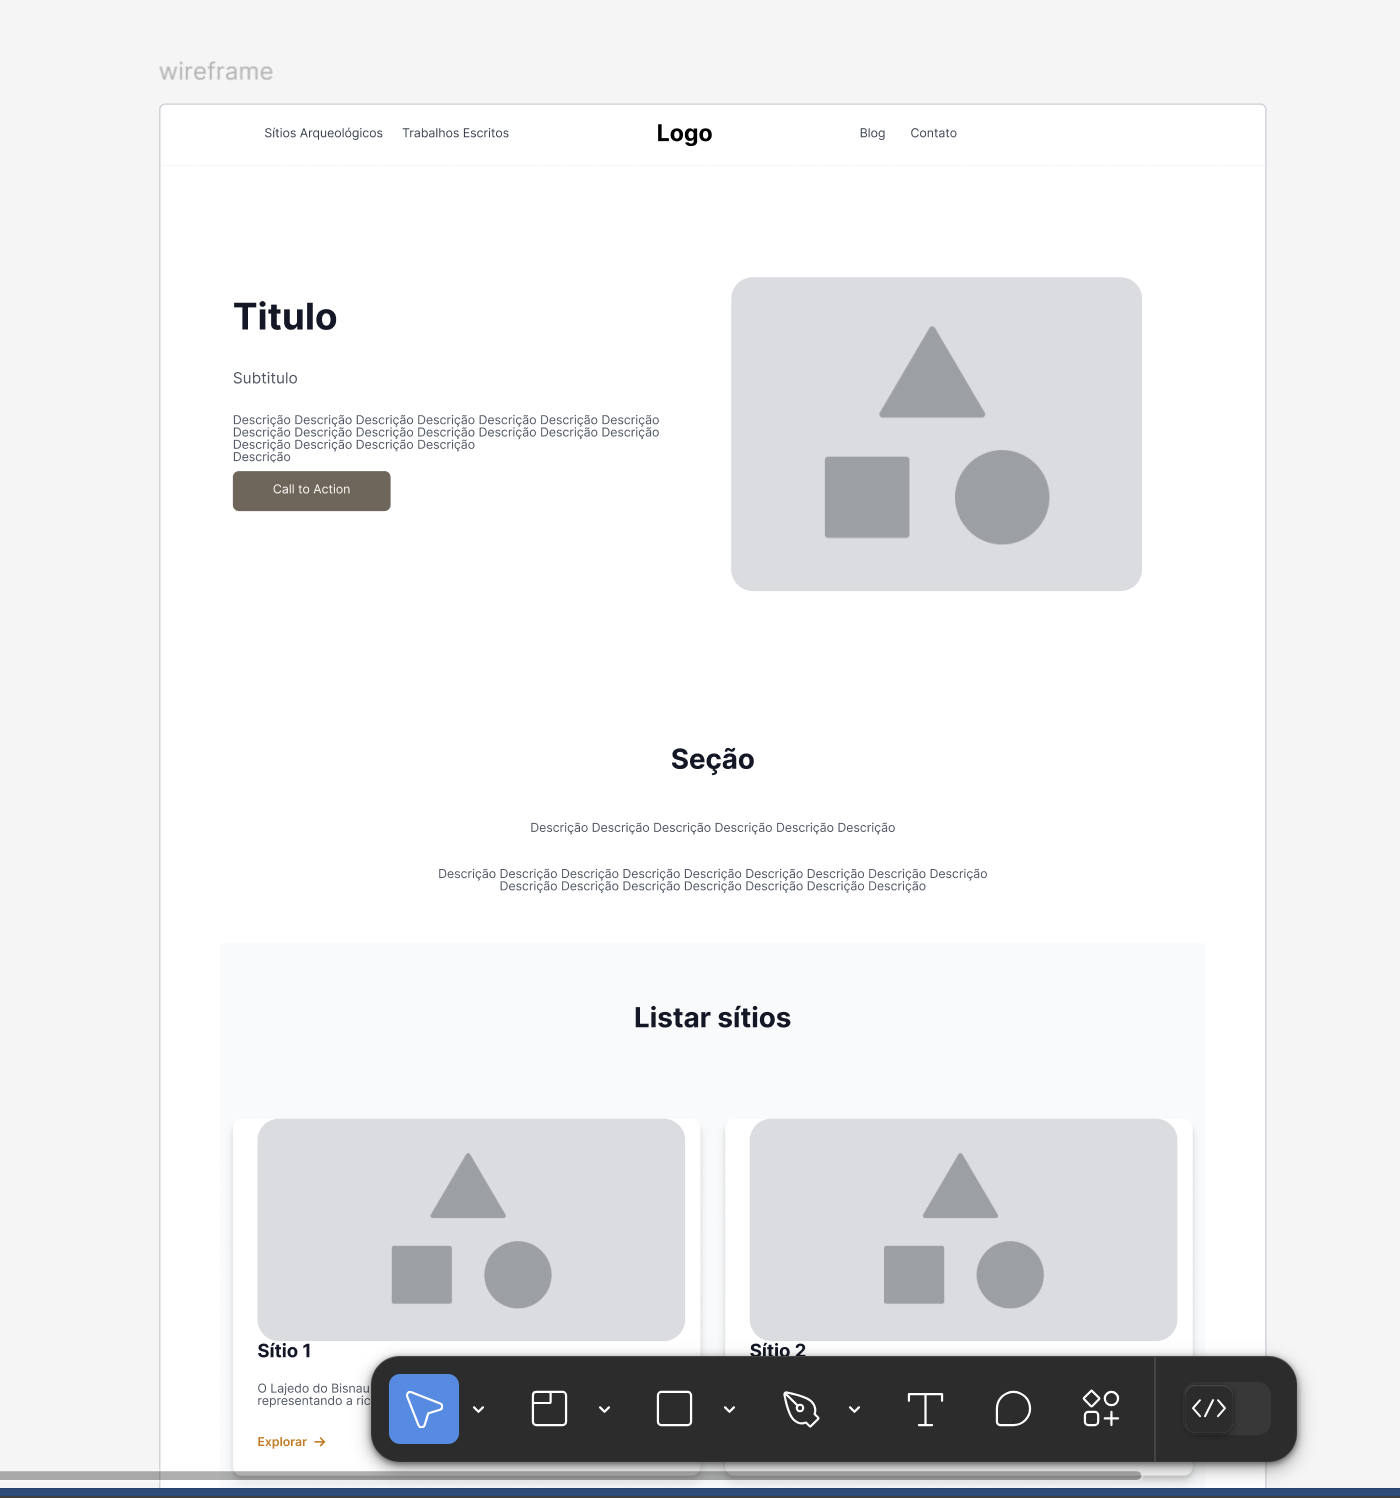 wireframe
Sítios Arqueológicos Trabalhos Escritos Logo Blog Contato
Titulo
Subtitulo
Descrição Descrição Descrição Descrição Descrição Descrição Descrição
Descrição Descrição Descrição Descrição Descrição Descrição Descrição
Descrição Descrição Descrição Descrição
Descrição
Call to Action
Seção
Descrição Descrição Descrição Descrição Descrição Descrição
Descrição Descrição Descrição Descrição Descrição Descrição Descrição Descrição Descrição
Descrição Descrição Descrição Descrição Descrição Descrição Descrição
Listar sítios
Sítio 1
O Lajedo do Bisnau
representando a ric
Explorar →
Sítio 2